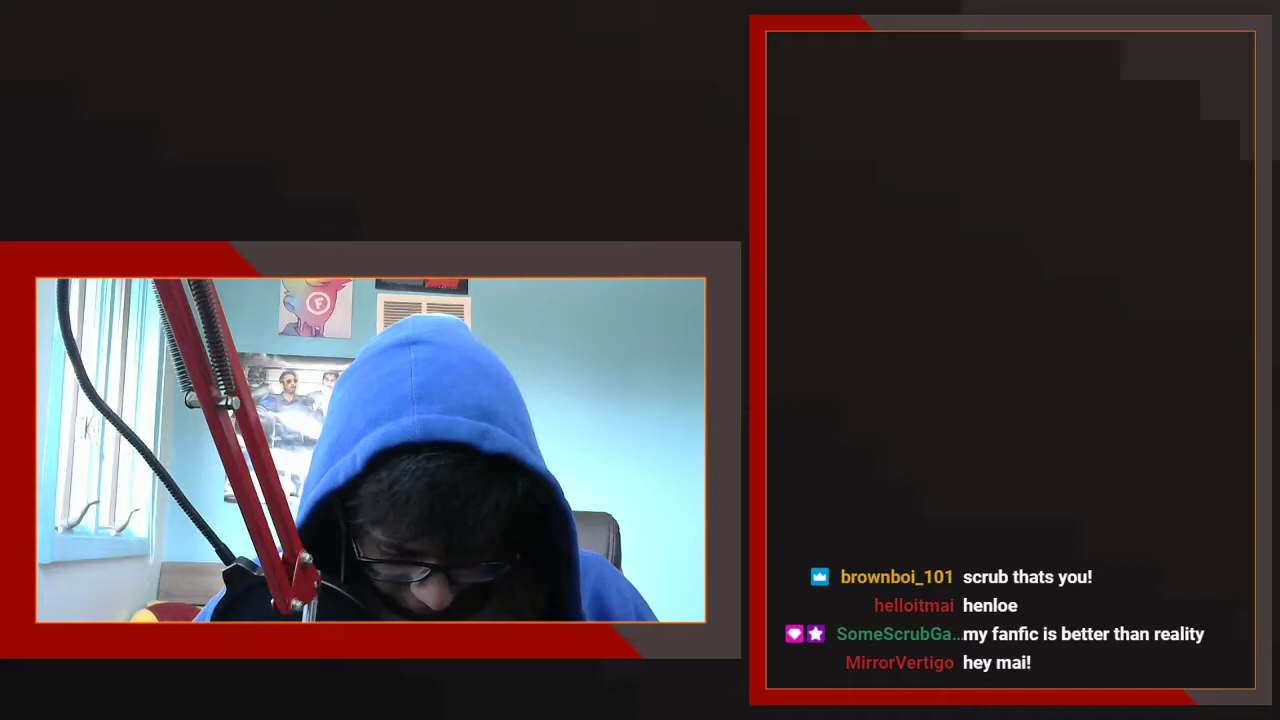 F
brownboi_101 scrub thats you!
helloitmai henloe
SomeScrubGa... my fanfic is better than reality
MirrorVertigo hey mai!